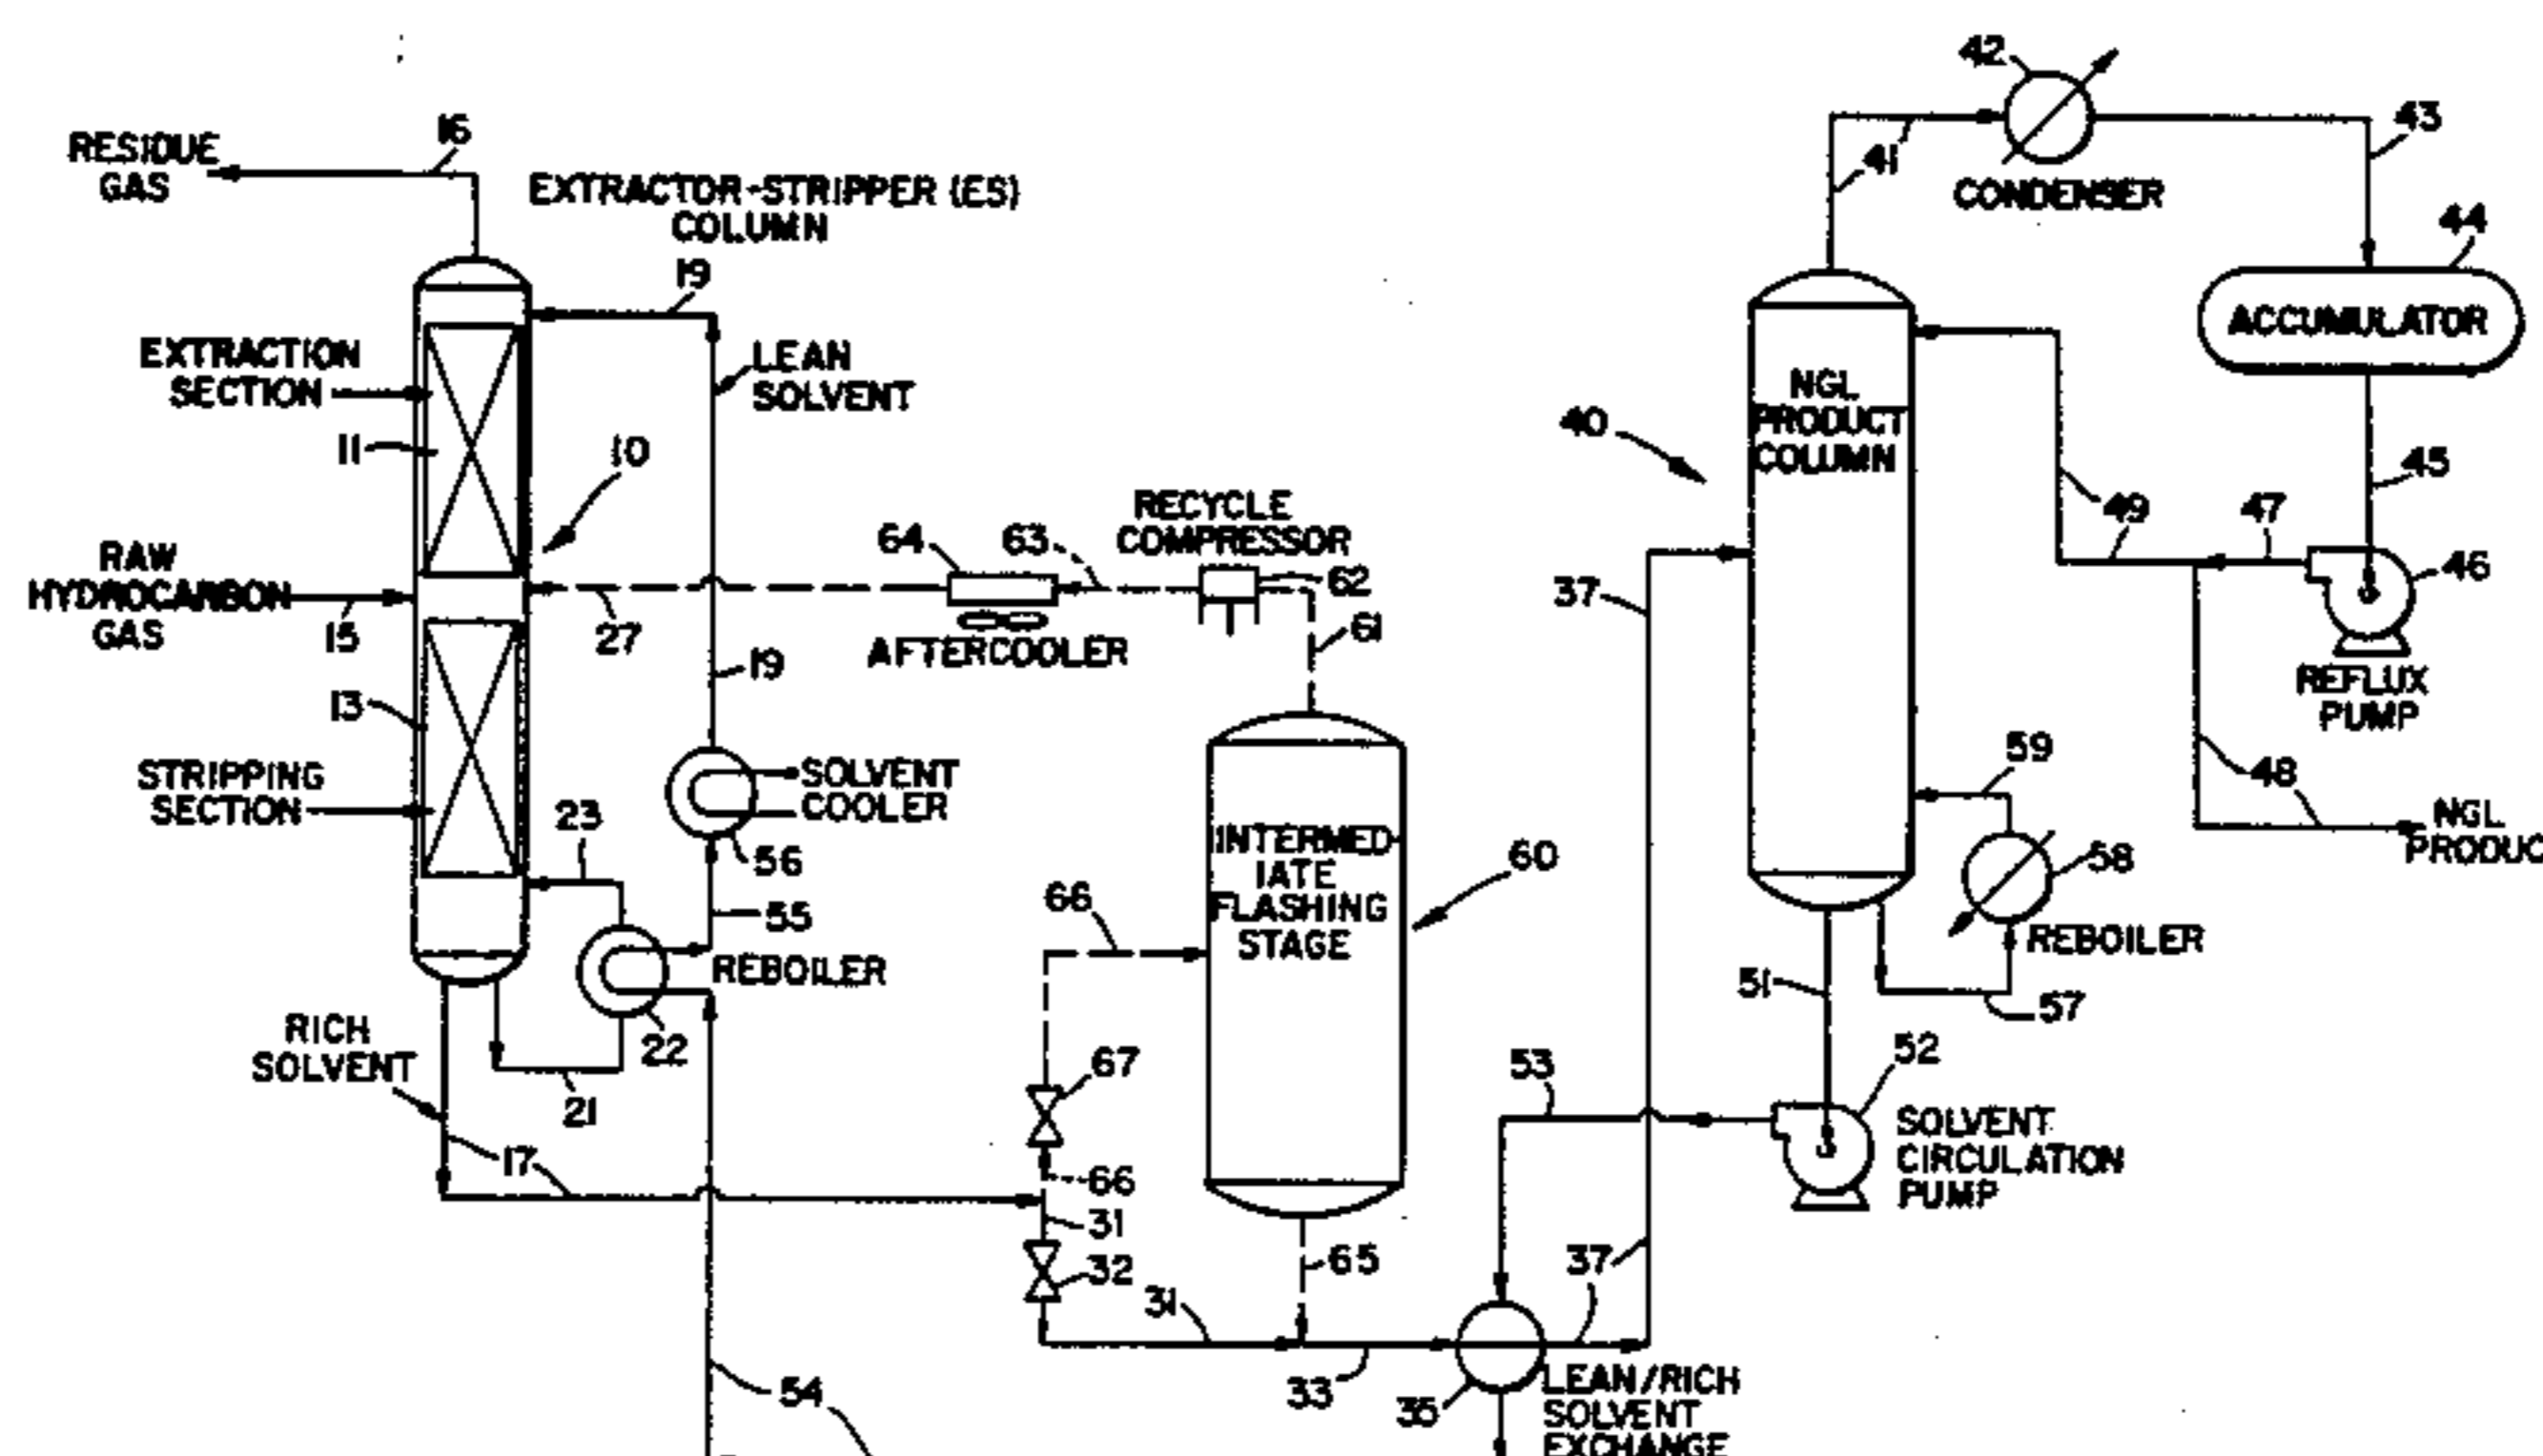 42
16
43
RESIDUE
GAS
41
EXTRACTOR-STRIPPER (ES)
COLUMN
CONDENSER
44
19
ACCUMULATOR
EXTRACTION
SECTION
LEAN
SOLVENT
NGL
PRODUCT
COLUMN
40
11
10
45
RECYCLE
COMPRESSOR
64
63
62
49
47
46
RAW
HYDROCARBON
GAS
15
27
AFTERCOOLER
61
37
REFLUX
PUMP
19
13
STRIPPING
SECTION
SOLVENT
COOLER
59
48
NGL
PRODUC
23
56
INTERMED-
IATE
FLASHING
STAGE
60
58
66
55
REBOILER
REBOILER
51
57
RICH
SOLVENT
22
21
67
53
52
SOLVENT
CIRCULATION
PUMP
17
66
31
32
65
37
31
54
33
35
LEAN/RICH
SOLVENT
EXCHANGE